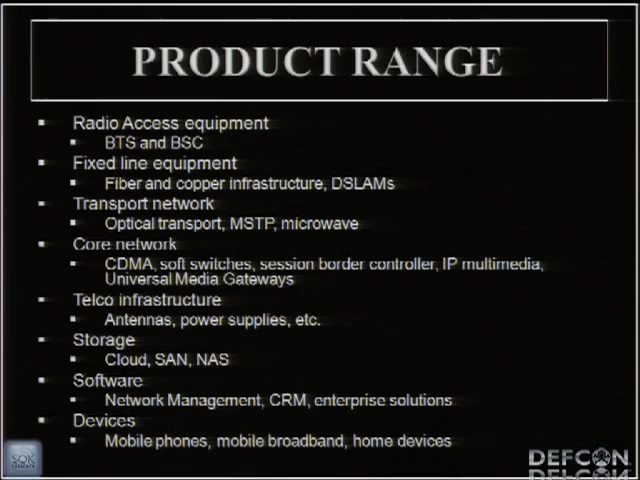 PRODUCT RANGE
Radio Access equipment
BTS and BSC
Fixed line equipment
Fiber and copper infrastructure, DSLAMs
Transport network
Optical transport, MSTP, microwave
Core network
CDMA, soft switches, session border controller, IP multimedia,
Universal Media Gateways
Telco infrastructure
Antennas, power supplies, etc.
Storage
Cloud, SAN, NAS
Software
Network Management, CRM, enterprise solutions
Devices
Mobile phones, mobile broadband, home devices
DEFCON